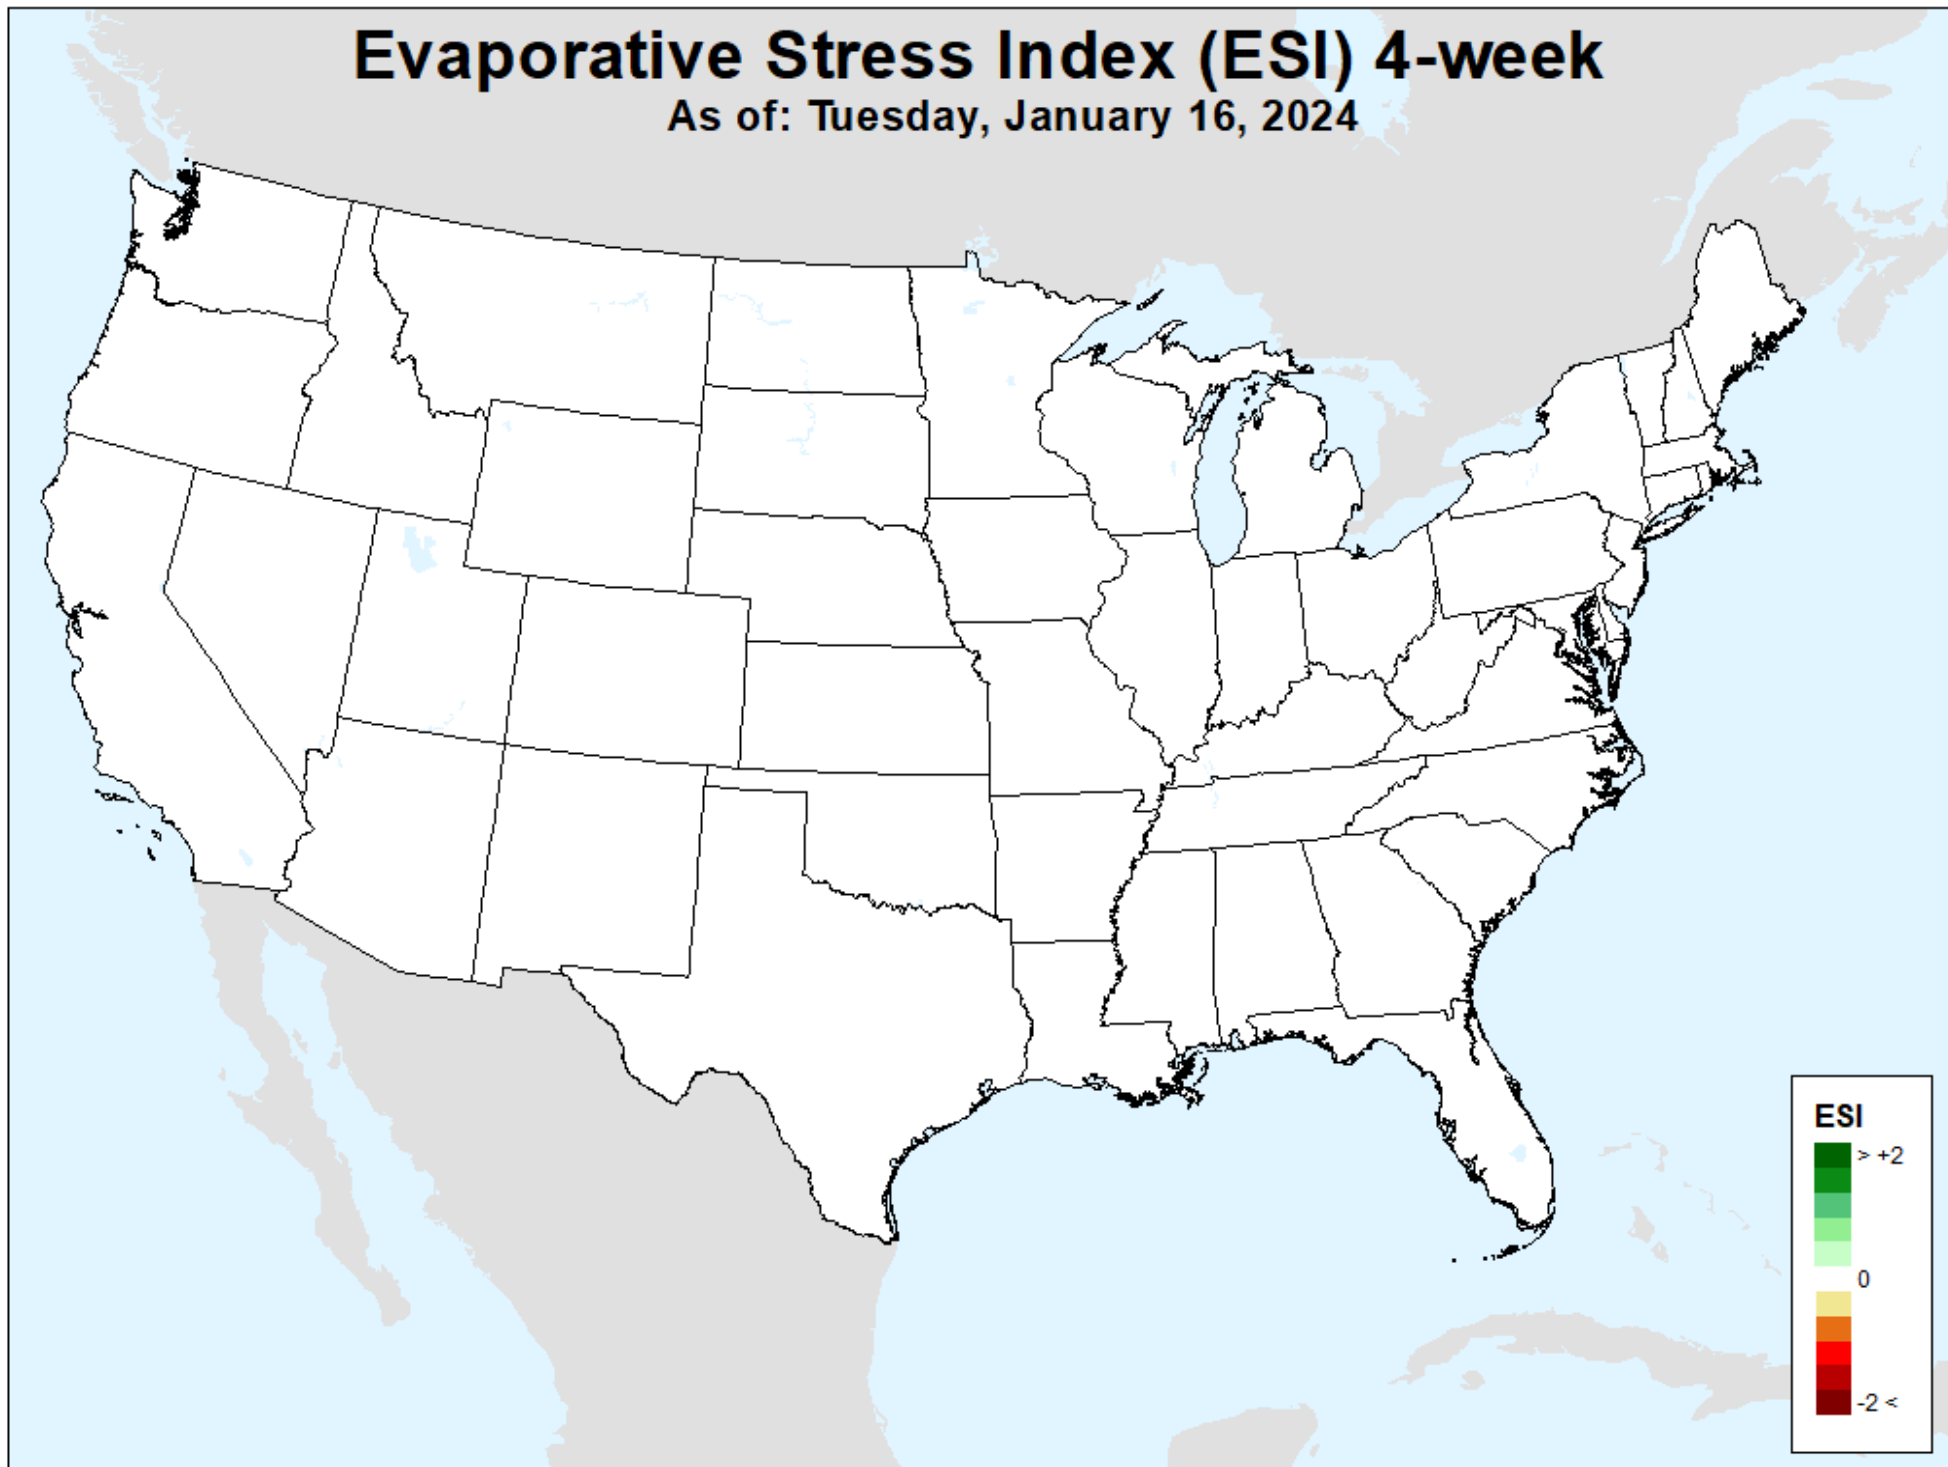 Evaporative Stress Index (ESI) 4-week
As of: Tuesday, January 16, 2024
ESI
> +2
0
-2 <